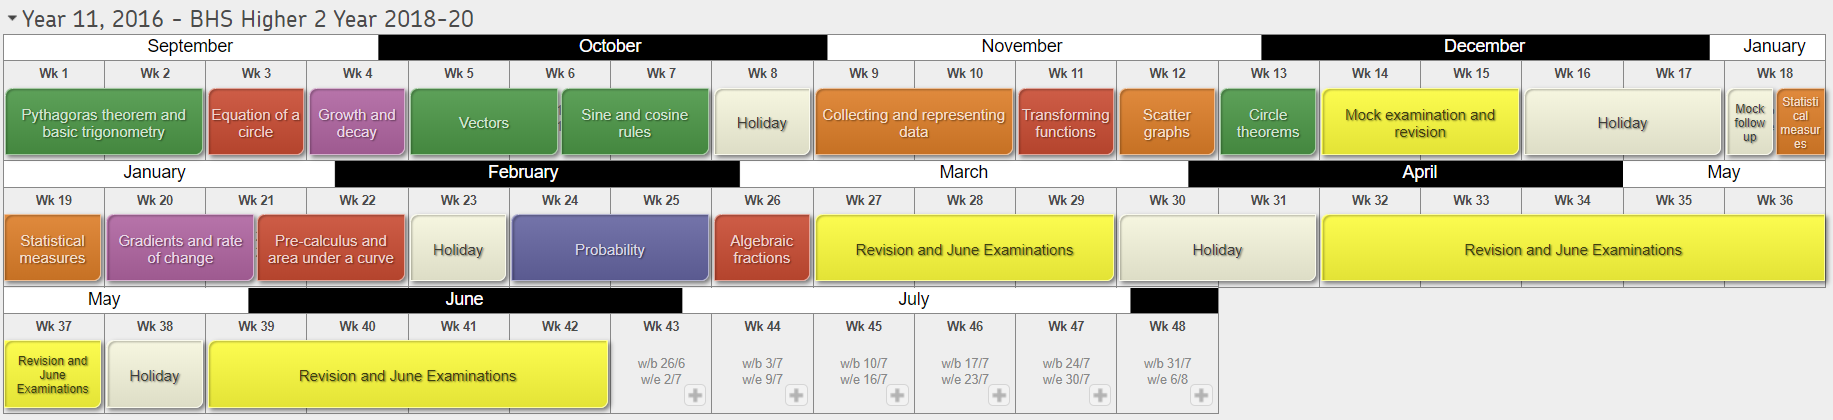 Year 11, 2016 - BHS Higher 2 Year 2018-20
September October November December January
Wk 1 Wk 2 Wk 3 Wk 4 Wk 5 Wk 6 Wk 7 Wk 8 Wk 9 Wk 10 Wk 11 Wk 12 Wk 13 Wk 14 Wk 15 Wk 16 Wk 17 Wk 18
Pythagoras theorem and
basic trigonometry
Equation of a
circle
Growth and
decay
Vectors
Sine and cosine
rules
Holiday
Collecting and representing
data
Transforming
functions
Scatter
graphs
Circle
theorems
Mock examination and
revision
Holiday
Mock
follow
up
Statisti
cal
measur
es
January February March April May
Wk 19 Wk 20 Wk 21 Wk 22 Wk 23 Wk 24 Wk 25 Wk 26 Wk 27 Wk 28 Wk 29 Wk 30 Wk 31 Wk 32 Wk 33 Wk 34 Wk 35 Wk 36
Statistical
measures
Gradients and rate
of change
Pre-calculus and
area under a curve
Holiday
Probability
Algebraic
fractions
Revision and June Examinations
Holiday
Revision and June Examinations
May June July
Wk 37 Wk 38 Wk 39 Wk 40 Wk 41 Wk 42 Wk 43 Wk 44 Wk 45 Wk 46 Wk 47 Wk 48
Revision and
June
Examinations
Holiday
Revision and June Examinations
w/b 26/6
w/e 2/7
w/b 3/7
w/e 9/7
w/b 10/7
w/e 16/7
w/b 17/7
w/e 23/7
w/b 24/7
w/e 30/7
w/b 31/7
w/e 6/8